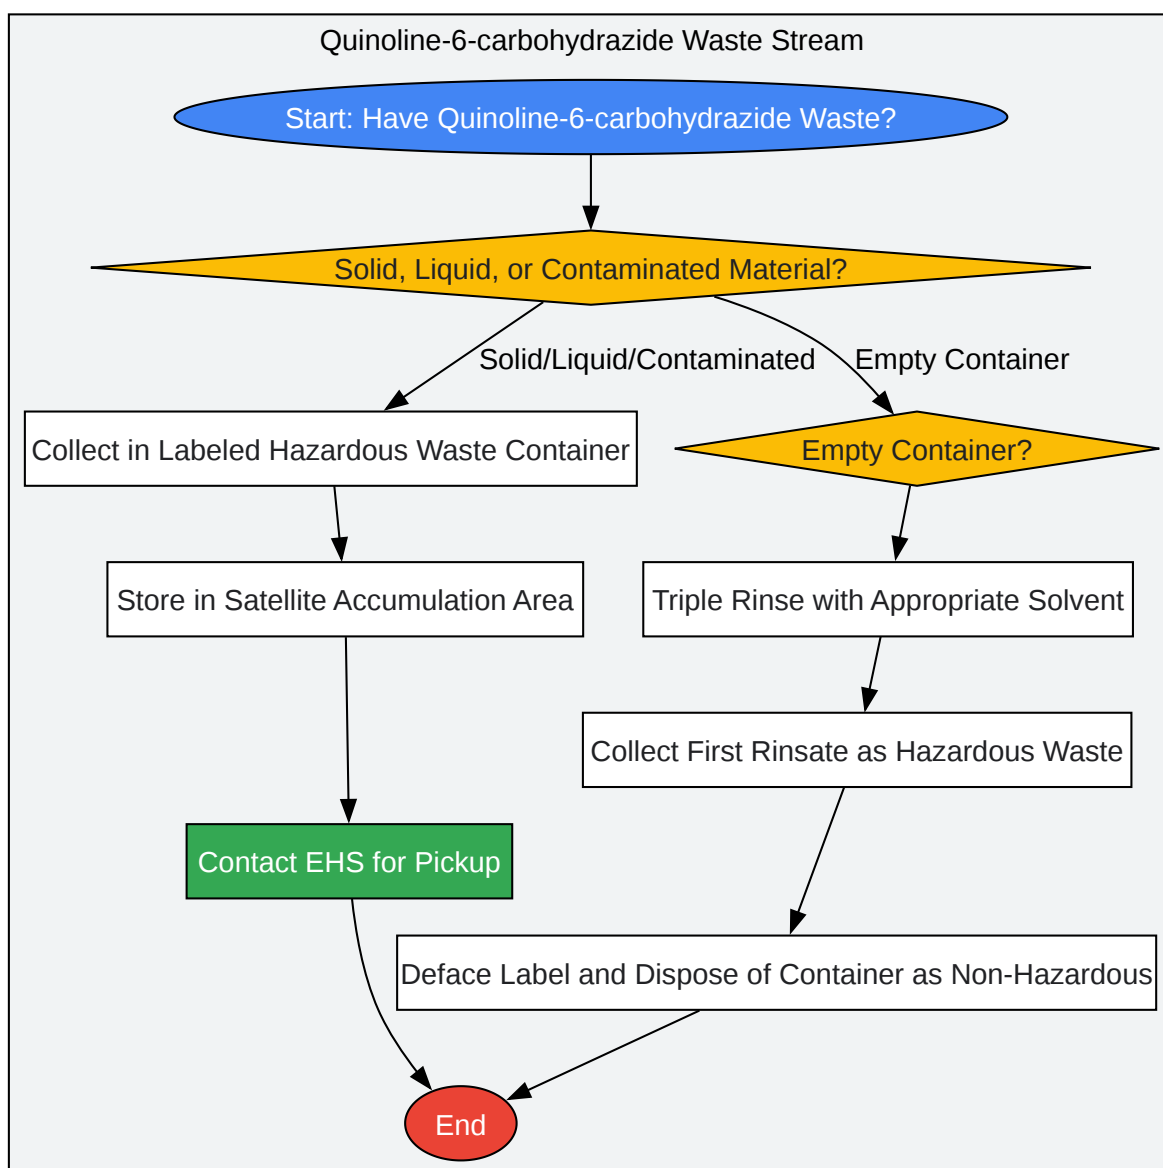 Quinoline-6-carbohydrazide Waste Stream
Start: Have Quinoline-6-carbohydrazide Waste?
Solid, Liquid, or Contaminated Material?
Solid/Liquid/Contaminated
Empty Container
Collect in Labeled Hazardous Waste Container
Empty Container?
Store in Satellite Accumulation Area
Triple Rinse with Appropriate Solvent
Collect First Rinsate as Hazardous Waste
Contact EHS for Pickup
Deface Label and Dispose of Container as Non-Hazardous
End